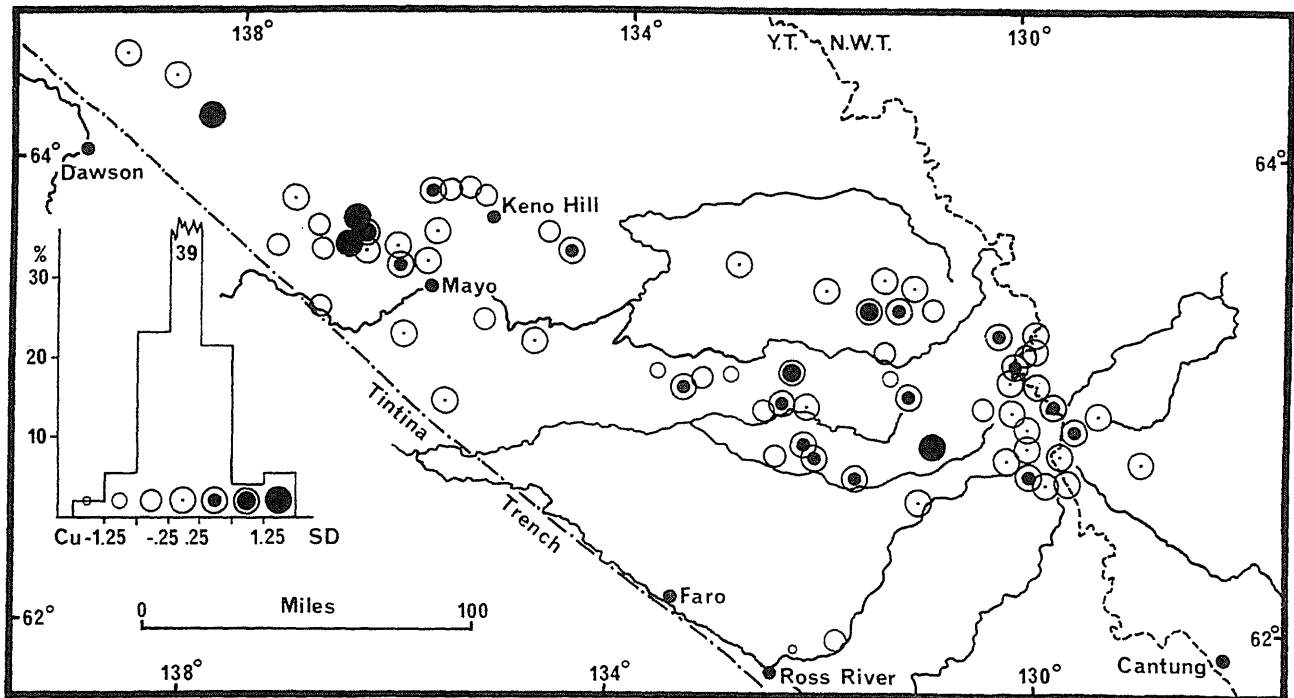 138° 134° 130°
Y.T. N.W.T.
64° 64°
Dawson
Keno Hill
%
39
30
Mayo
20
10
Tintina
Trench
Cu -1.25 -.25 .25 1.25 SD
Faro
0 Miles 100
62° 62°
Ross River
Cantung
138° 134° 130°